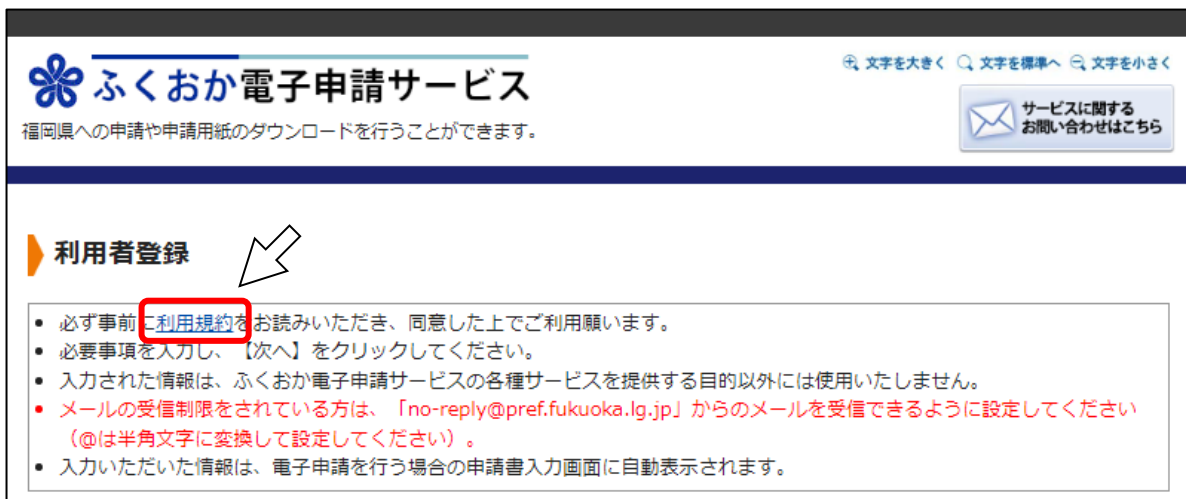 ふくおか電子申請サービス
福岡県への申請や申請用紙のダウンロードを行うことができます。
文字を大きく 文字を標準へ 文字を小さく
サービスに関する
お問い合わせはこちら
利用者登録
• 必ず事前に利用規約をお読みいただき、同意した上でご利用願います。
• 必要事項を入力し、【次へ】をクリックしてください。
• 入力された情報は、ふくおか電子申請サービスの各種サービスを提供する目的以外には使用いたしません。
• メールの受信制限をされている方は、「no-reply@pref.fukuoka.lg.jp」からのメールを受信できるように設定してください
（@は半角文字に変換して設定してください）。
• 入力いただいた情報は、電子申請を行う場合の申請書入力画面に自動表示されます。